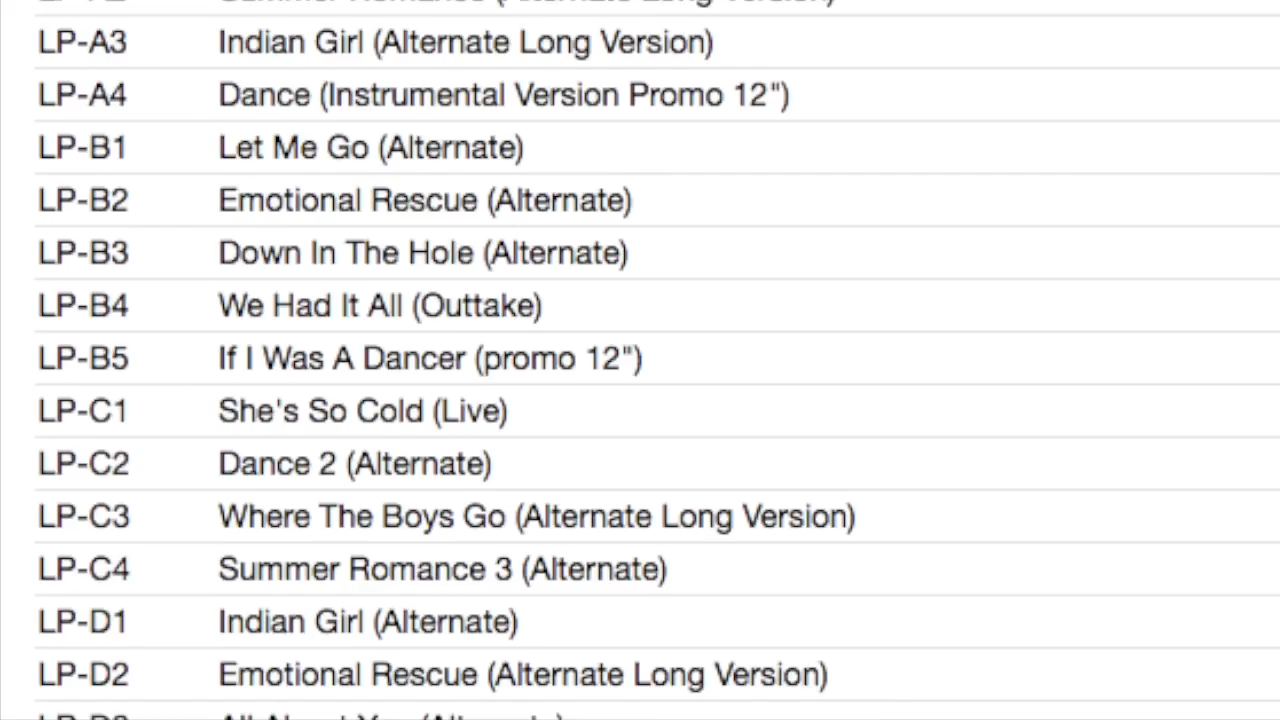 LP-A3 Indian Girl (Alternate Long Version)
LP-A4 Dance (Instrumental Version Promo 12")
LP-B1 Let Me Go (Alternate)
LP-B2 Emotional Rescue (Alternate)
LP-B3 Down In The Hole (Alternate)
LP-B4 We Had It All (Outtake)
LP-B5 If I Was A Dancer (promo 12")
LP-C1 She's So Cold (Live)
LP-C2 Dance 2 (Alternate)
LP-C3 Where The Boys Go (Alternate Long Version)
LP-C4 Summer Romance 3 (Alternate)
LP-D1 Indian Girl (Alternate)
LP-D2 Emotional Rescue (Alternate Long Version)